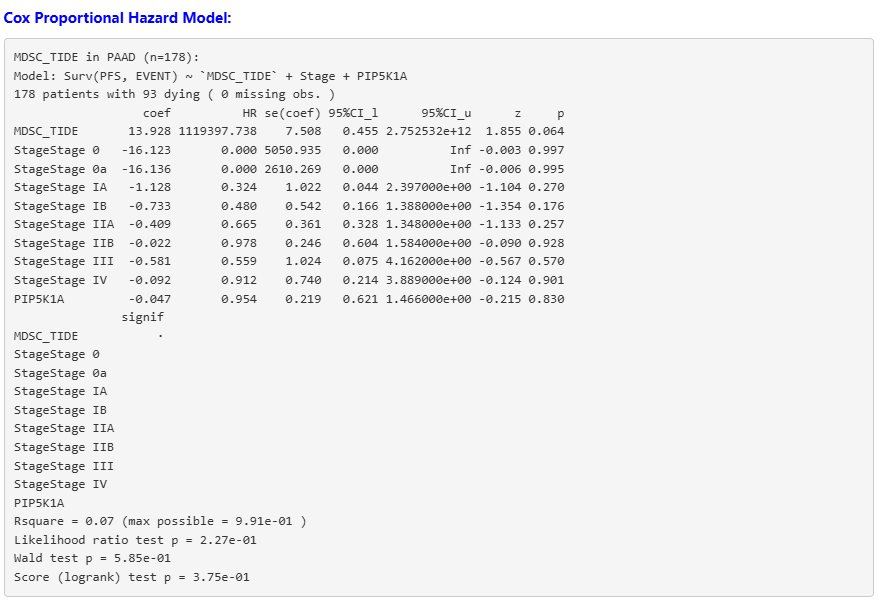 Cox Proportional Hazard Model:
MDSC_TIDE in PAAD (n=178):
Model: Surv(PFS, EVENT) ~ `MDSC_TIDE` + Stage + PIP5K1A
178 patients with 93 dying ( 0 missing obs. )
coef HR se(coef) 95%CI_l 95%CI_u z p
MDSC_TIDE 13.928 1119397.738 7.508 0.455 2.752532e+12 1.855 0.064
StageStage 0 -16.123 0.000 5050.935 0.000 Inf -0.003 0.997
StageStage 0a -16.136 0.000 2610.269 0.000 Inf -0.006 0.995
StageStage IA -1.128 0.324 1.022 0.044 2.397000e+00 -1.104 0.270
StageStage IB -0.733 0.480 0.542 0.166 1.388000e+00 -1.354 0.176
StageStage IIA -0.409 0.665 0.361 0.328 1.348000e+00 -1.133 0.257
StageStage IIB -0.022 0.978 0.246 0.604 1.584000e+00 -0.090 0.928
StageStage III -0.581 0.559 1.024 0.075 4.162000e+00 -0.567 0.570
StageStage IV -0.092 0.912 0.740 0.214 3.889000e+00 -0.124 0.901
PIP5K1A -0.047 0.954 0.219 0.621 1.466000e+00 -0.215 0.830
signif
MDSC_TIDE ·
StageStage 0
StageStage 0a
StageStage IA
StageStage IB
StageStage IIA
StageStage IIB
StageStage III
StageStage IV
PIP5K1A
Rsquare = 0.07 (max possible = 9.91e-01 )
Likelihood ratio test p = 2.27e-01
Wald test p = 5.85e-01
Score (logrank) test p = 3.75e-01